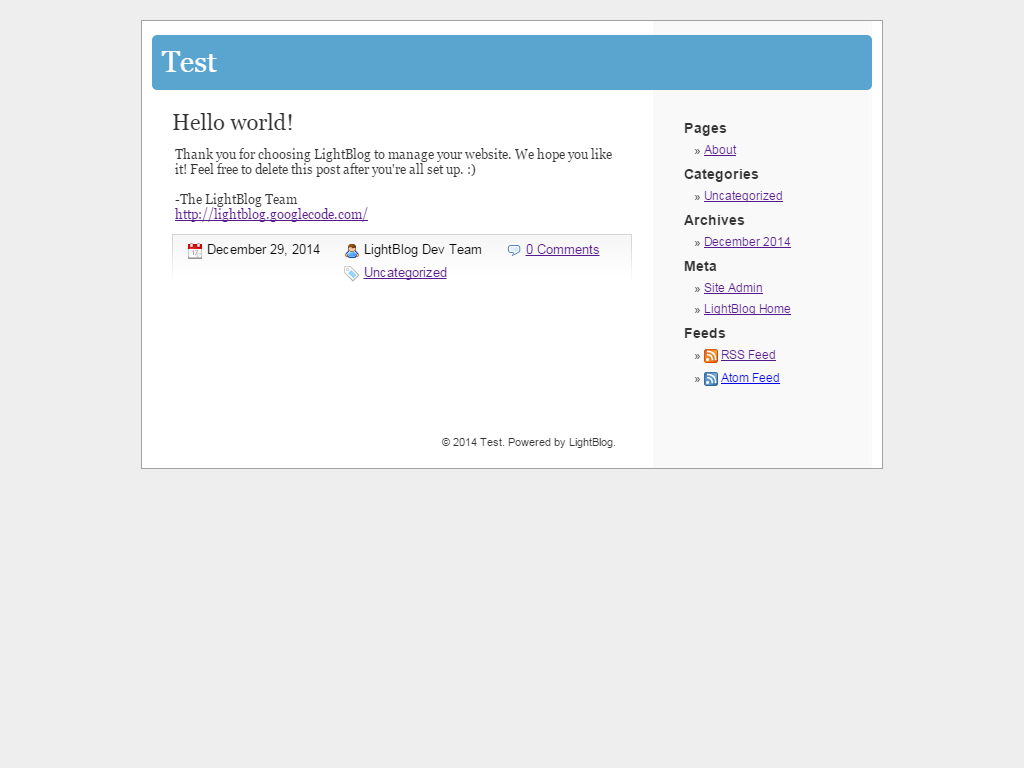 Test
Hello world!
Thank you for choosing LightBlog to manage your website. We hope you like
it! Feel free to delete this post after you're all set up. :)
-The LightBlog Team
http://lightblog.googlecode.com/
December 29, 2014 LightBlog Dev Team 0 Comments
Uncategorized
Pages
» About
Categories
» Uncategorized
Archives
» December 2014
Meta
» Site Admin
» LightBlog Home
Feeds
» RSS Feed
» Atom Feed
© 2014 Test. Powered by LightBlog.